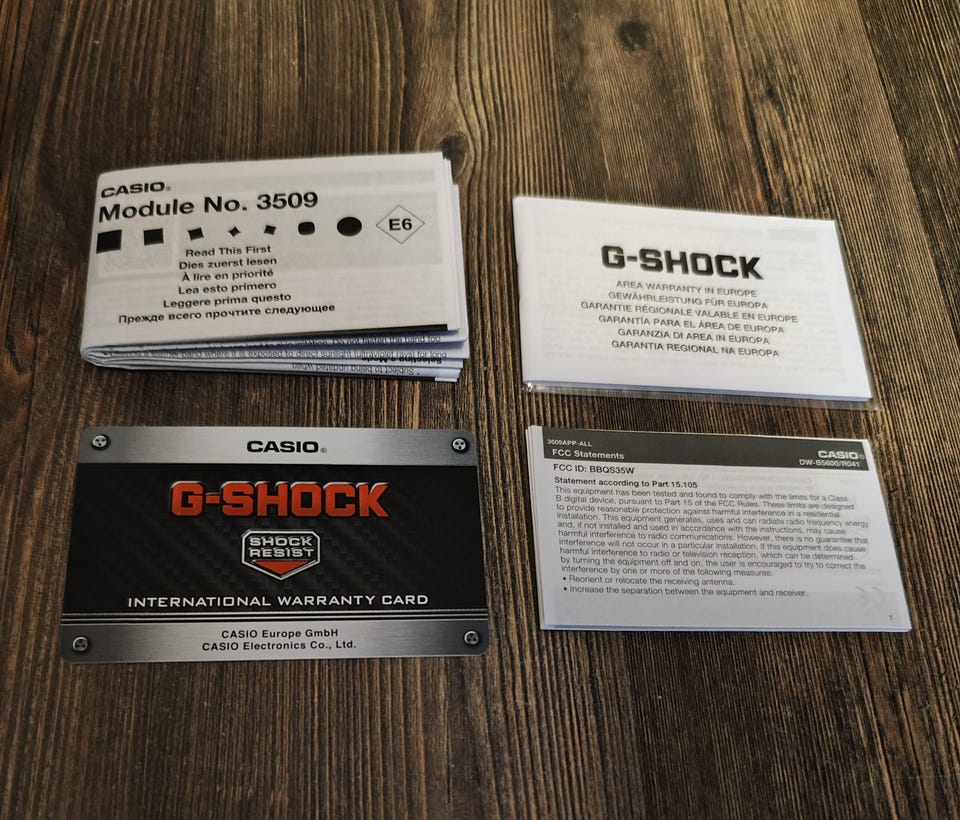 CASIO®
Module No. 3509
E6
Read This First
Dies zuerst lesen
À lire en priorité
Lea esto primero
Leggere prima questo
Прежде всего прочтите следующее
Subject to being updated when
G-SHOCK
AREA WARRANTY IN EUROPE
GEWÄHRLEISTUNG FÜR EUROPA
GARANTIE RÉGIONALE VALABLE EN EUROPE
GARANTÍA PARA EL ÁREA DE EUROPA
GARANZIA DI AREA IN EUROPA
GARANTIA REGIONAL NA EUROPA
CASIO®
G-SHOCK
SHOCK
RESIST
INTERNATIONAL WARRANTY CARD
CASIO Europe GmbH
CASIO Electronics Co., Ltd.
3509APP-ALL
FCC Statements
CASIO®
DW-B5600/R041
FCC ID: BBQS35W
Statement according to Part 15.105
This equipment has been tested and found to comply with the limits for a Class
B digital device, pursuant to Part 15 of the FCC Rules. These limits are designed
to provide reasonable protection against harmful interference in a residential
installation. This equipment generates, uses and can radiate radio frequency energy
and, if not installed and used in accordance with the instructions, may cause
harmful interference to radio communications. However, there is no guarantee that
interference will not occur in a particular installation. If this equipment does cause
harmful interference to radio or television reception, which can be determined
by turning the equipment off and on, the user is encouraged to try to correct the
interference by one or more of the following measures:
• Reorient or relocate the receiving antenna.
• Increase the separation between the equipment and receiver.
1